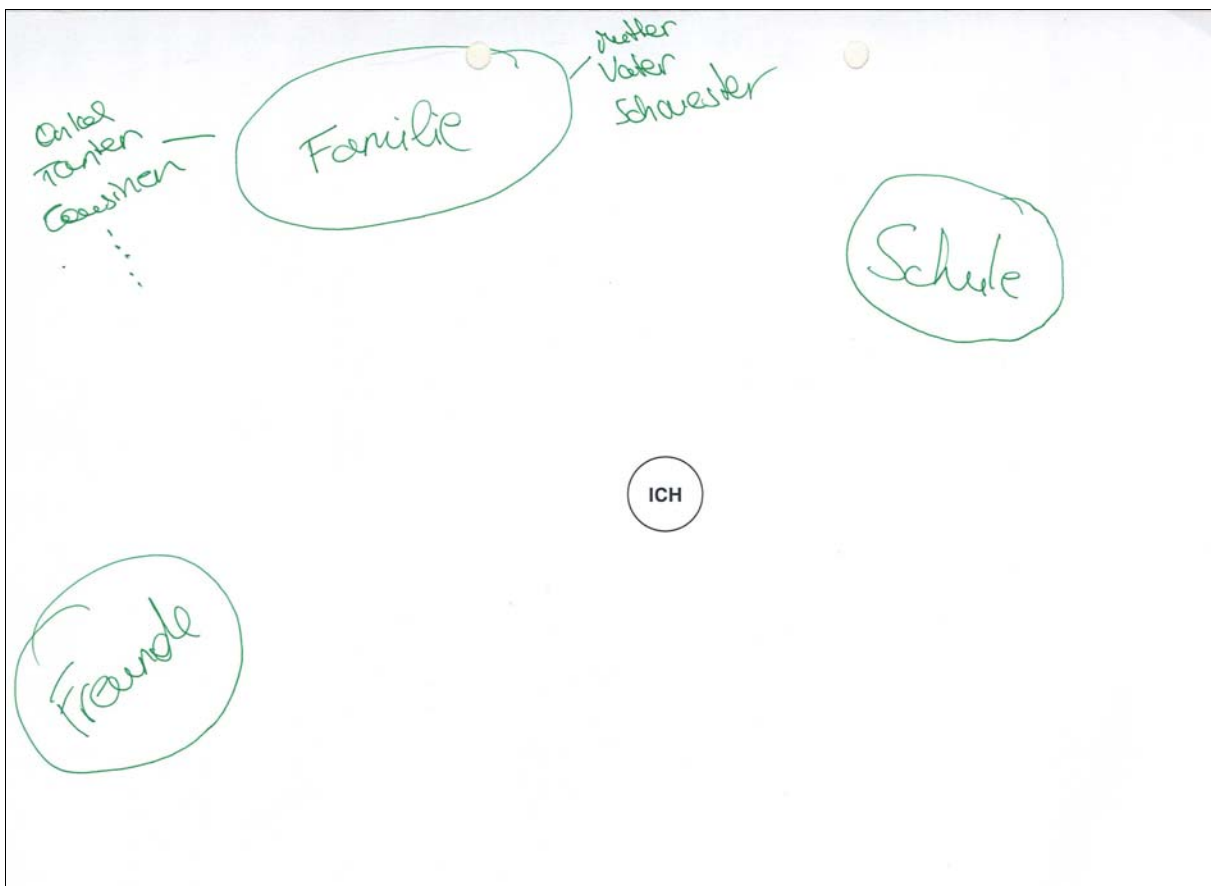 Mutter
Vater
Schwester
Onkel
Tanten
Cousinen
Familie
Schule
ICH
Freunde